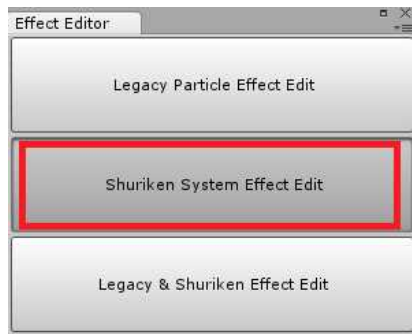 Effect Editor
Legacy Particle Effect Edit
Shuriken System Effect Edit
Legacy & Shuriken Effect Edit